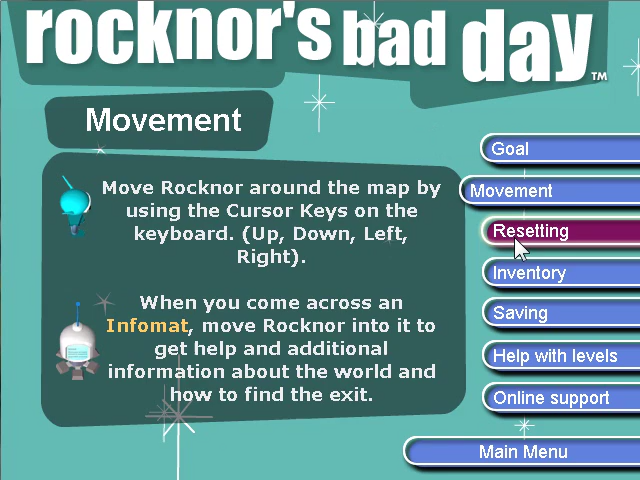 rocknor's bad day™
Movement
Move Rocknor around the map by
using the Cursor Keys on the
keyboard. (Up, Down, Left,
Right).
When you come across an
Infomat, move Rocknor into it to
get help and additional
information about the world and
how to find the exit.
Goal
Movement
Resetting
Inventory
Saving
Help with levels
Online support
Main Menu